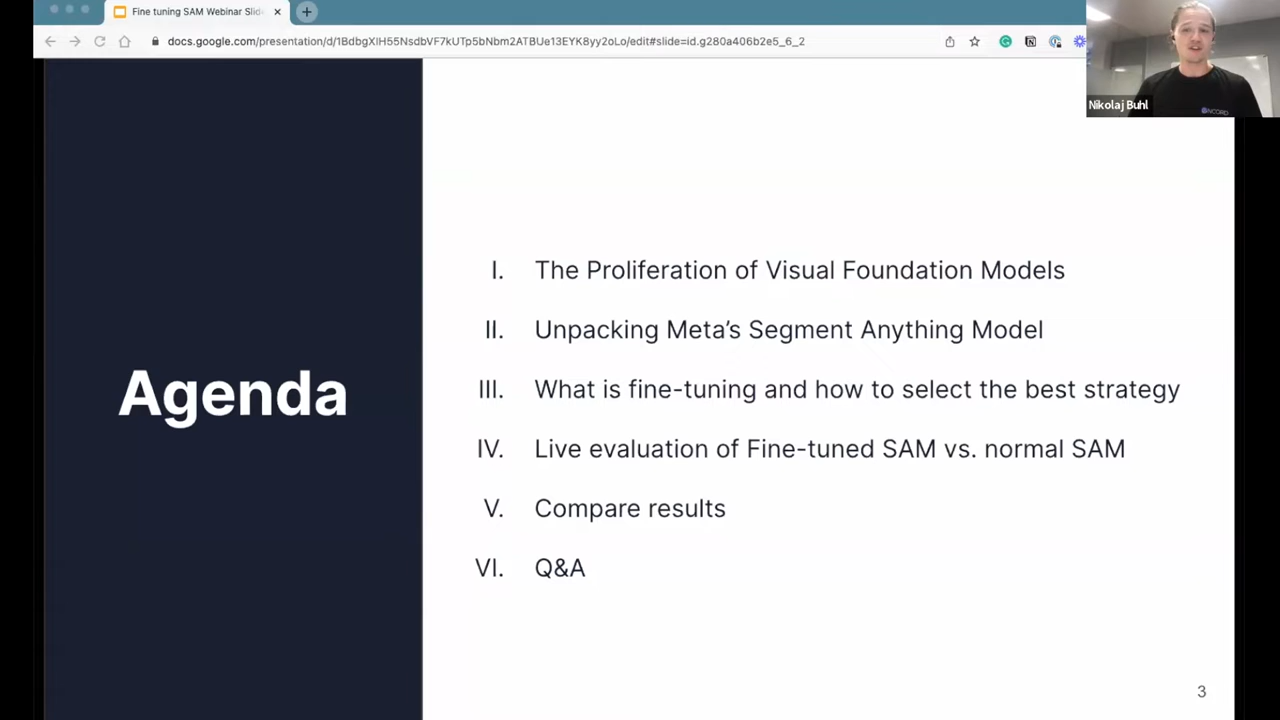 Fine tuning SAM Webinar Slid
docs.google.com/presentation/d/1BdbgXlH55NsdbVF7kUTp5bNbm2ATBUe13EYK8yy2oLo/edit#slide=id.g280a406b2e5_6_2
Nikolaj Buhl
Agenda
I. The Proliferation of Visual Foundation Models
II. Unpacking Meta's Segment Anything Model
III. What is fine-tuning and how to select the best strategy
IV. Live evaluation of Fine-tuned SAM vs. normal SAM
V. Compare results
VI. Q&A
3